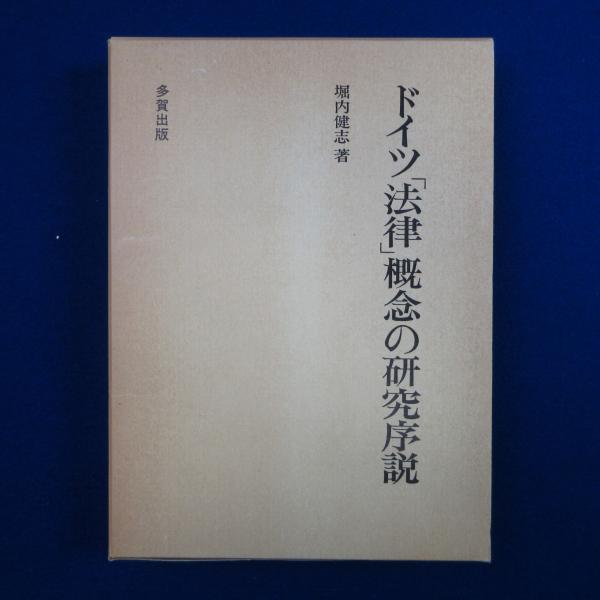 ドイツ「法律」概念の研究序説
堀内健志 著
多賀出版